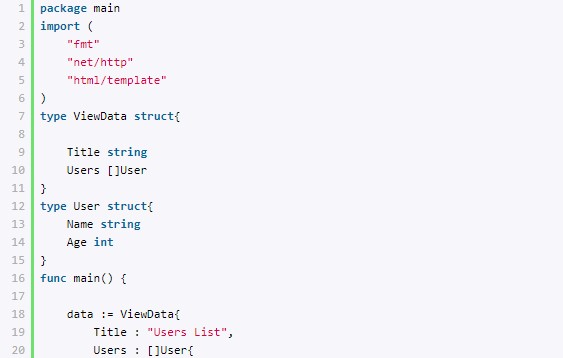 1 package main
2 import (
3     "fmt"
4     "net/http"
5     "html/template"
6 )
7 type ViewData struct{
8
9     Title string
10     Users []User
11 }
12 type User struct{
13     Name string
14     Age int
15 }
16 func main() {
17
18     data := ViewData{
19         Title : "Users List",
20         Users : []User{